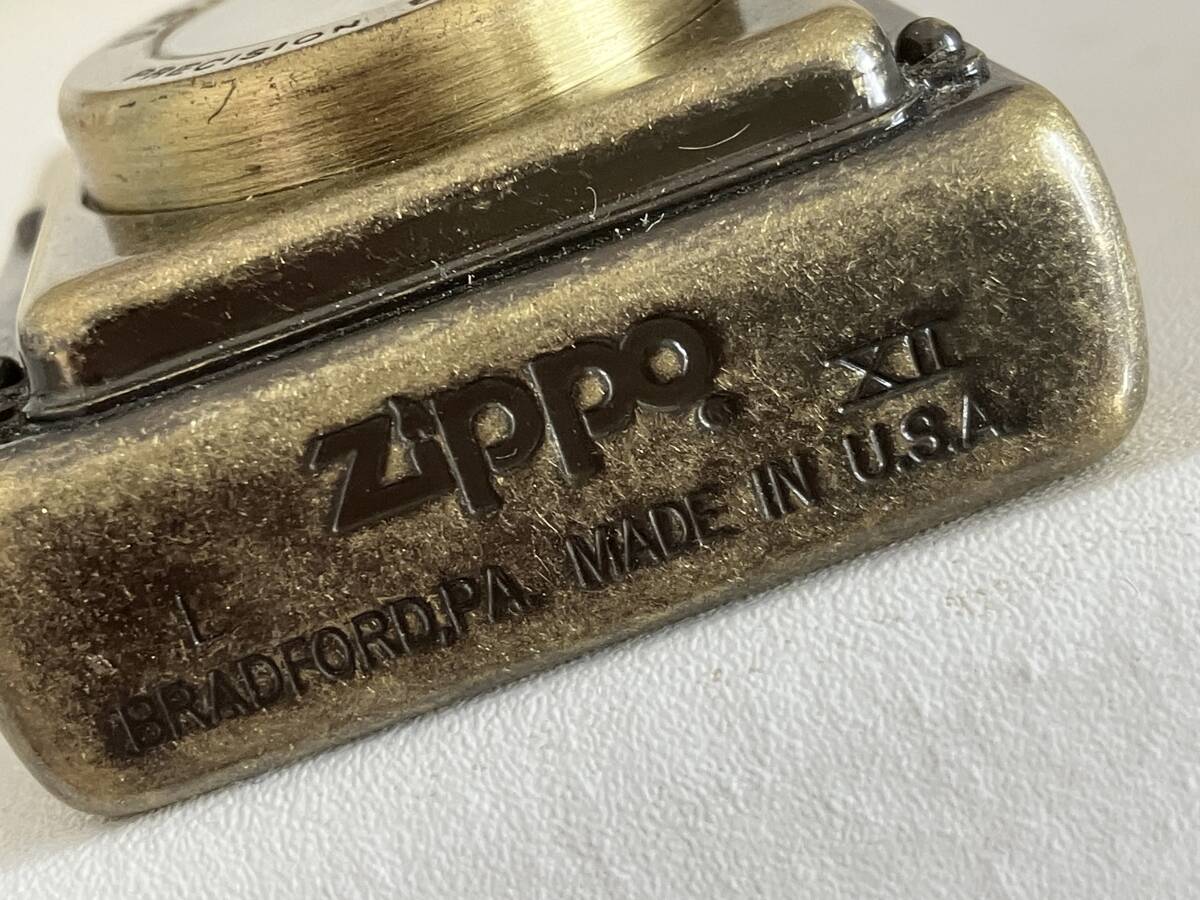 PRECISION
zippo®
XII
L
BRADFORD,PA. MADE IN U.S.A.